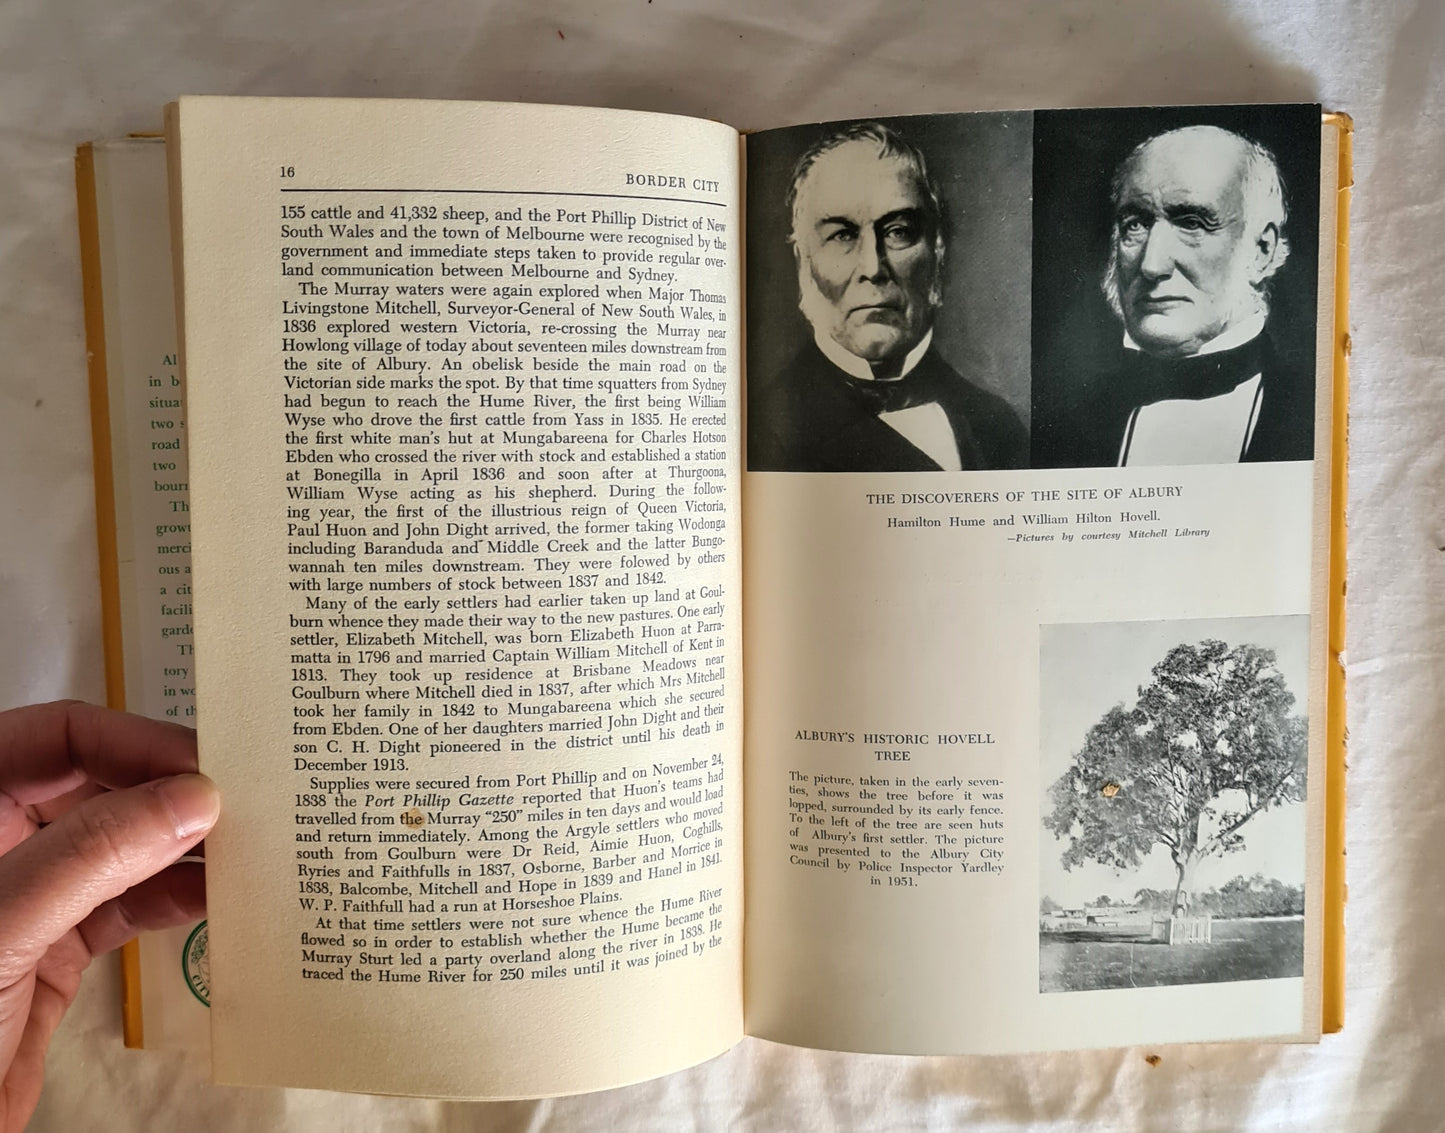 16
BORDER CITY
155 cattle and 41,332 sheep, and the Port Phillip District of New
South Wales and the town of Melbourne were recognised by the
government and immediate steps taken to provide regular over-
land communication between Melbourne and Sydney.
The Murray waters were again explored when Major Thomas
Livingstone Mitchell, Surveyor-General of New South Wales, in
1836 explored western Victoria, re-crossing the Murray near
Howlong village of today about seventeen miles downstream from
the site of Albury. An obelisk beside the main road on the
Victorian side marks the spot. By that time squatters from Sydney
had begun to reach the Hume River, the first being William
Wyse who drove the first cattle from Yass in 1835. He erected
the first white man's hut at Mungabareena for Charles Hotson
Ebden who crossed the river with stock and established a station
at Bonegilla in April 1836 and soon after at Thurgoona,
William Wyse acting as his shepherd. During the follow-
ing year, the first of the illustrious reign of Queen Victoria,
Paul Huon and John Dight arrived, the former taking Wodonga
including Baranduda and Middle Creek and the latter Bungo-
wannah ten miles downstream. They were folowed by others
with large numbers of stock between 1837 and 1842.
Many of the early settlers had earlier taken up land at Goul-
burn whence they made their way to the new pastures. One early
settler, Elizabeth Mitchell, was born Elizabeth Huon at Parra-
matta in 1796 and married Captain William Mitchell of Kent in
1813. They took up residence at Brisbane Meadows near
Goulburn where Mitchell died in 1837, after which Mrs Mitchell
took her family in 1842 to Mungabareena which she secured
from Ebden. One of her daughters married John Dight and their
son C. H. Dight pioneered in the district until his death in
December 1913.
Supplies were secured from Port Phillip and on November 24,
1838 the Port Phillip Gazette reported that Huon's teams had
travelled from the Murray "250" miles in ten days and would load
and return immediately. Among the Argyle settlers who moved
south from Goulburn were Dr Reid, Aimie Huon, Coghills,
Ryries and Faithfulls in 1837, Osborne, Barber and Morrice in
1838, Balcombe, Mitchell and Hope in 1839 and Hanel in 1841.
W. P. Faithfull had a run at Horseshoe Plains.
At that time settlers were not sure whence the Hume River
flowed so in order to establish whether the Hume became the
Murray Sturt led a party overland along the river in 1838. He
traced the Hume River for 250 miles until it was joined by the
THE DISCOVERERS OF THE SITE OF ALBURY
Hamilton Hume and William Hilton Hovell.
—Pictures by courtesy Mitchell Library
ALBURY'S HISTORIC HOVELL
TREE
The picture, taken in the early seven-
ties, shows the tree before it was
lopped, surrounded by its early fence.
To the left of the tree are seen huts
of Albury's first settler. The picture
was presented to the Albury City
Council by Police Inspector Yardley
in 1951.
Al
in b
situa
two s
road
two
bour
Th
growt
merci
ous a
a cit
facili
garde
Th
tory
in wo
of th